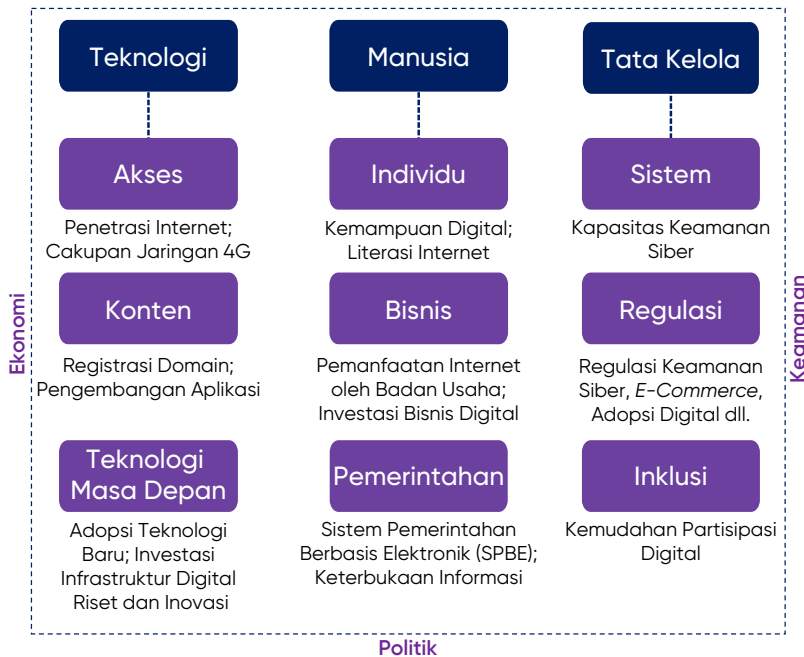 Teknologi
Akses
Penetrasi Internet;
Cakupan Jaringan 4G
Konten
Registrasi Domain;
Pengembangan Aplikasi
Teknologi
Masa Depan
Adopsi Teknologi
Baru; Investasi
Infrastruktur Digital
Riset dan Inovasi
Manusia
Individu
Kemampuan Digital;
Literasi Internet
Bisnis
Pemanfaatan Internet
oleh Badan Usaha;
Investasi Bisnis Digital
Pemerintahan
Sistem Pemerintahan
Berbasis Elektronik (SPBE);
Keterbukaan Informasi
Tata Kelola
Sistem
Kapasitas Keamanan
Siber
Regulasi
Regulasi Keamanan
Siber, E-Commerce,
Adopsi Digital dll.
Inklusi
Kemudahan Partisipasi
Digital
Ekonomi
Keamanan
Politik